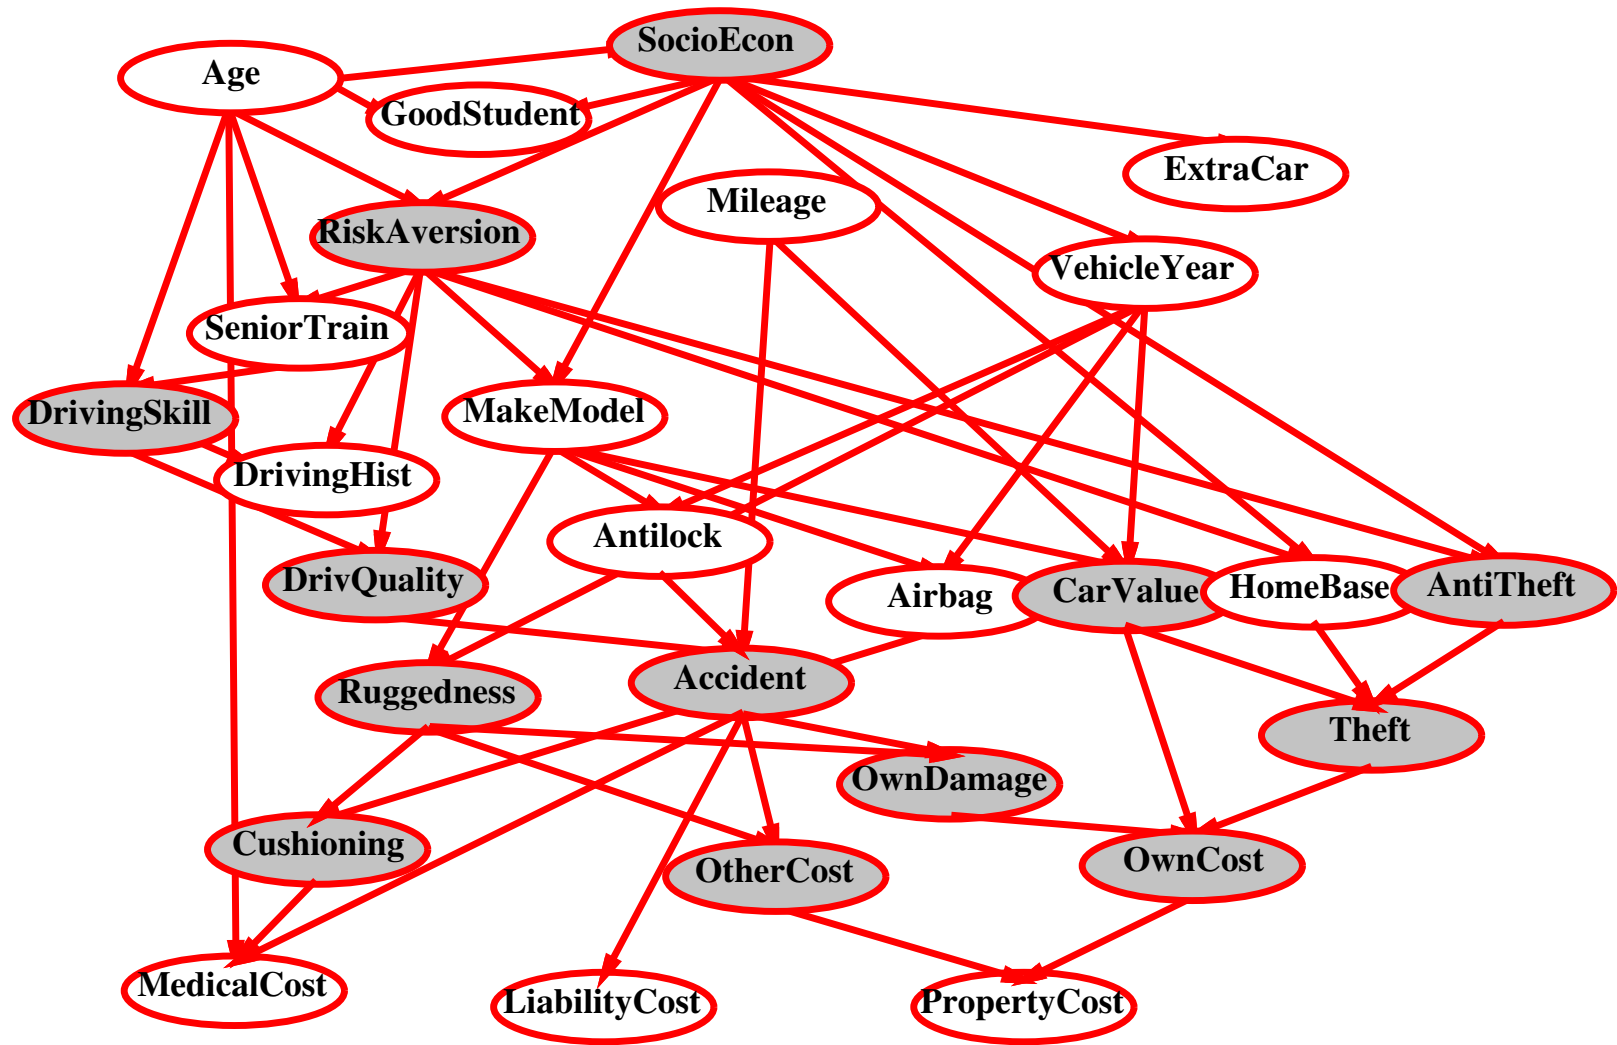 SocioEcon
Age
GoodStudent
ExtraCar
Mileage
RiskAversion
VehicleYear
SeniorTrain
DrivingSkill
MakeModel
DrivingHist
Antilock
DrivQuality
Airbag
CarValue
HomeBase
AntiTheft
Accident
Ruggedness
Theft
OwnDamage
Cushioning
OtherCost
OwnCost
MedicalCost
LiabilityCost
PropertyCost